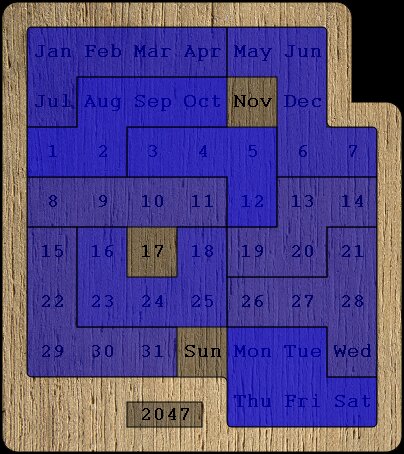 Jan Feb Mar Apr May Jun
Jul Aug Sep Oct Nov Dec
1 2 3 4 5 6 7
8 9 10 11 12 13 14
15 16 17 18 19 20 21
22 23 24 25 26 27 28
29 30 31 Sun Mon Tue Wed
Thu Fri Sat
2047